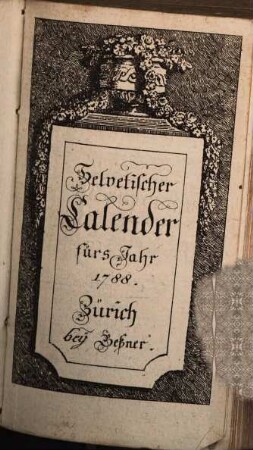 Helvetischer
Calender
fürs Jahr
1788.
Zürich
bey Geßner.